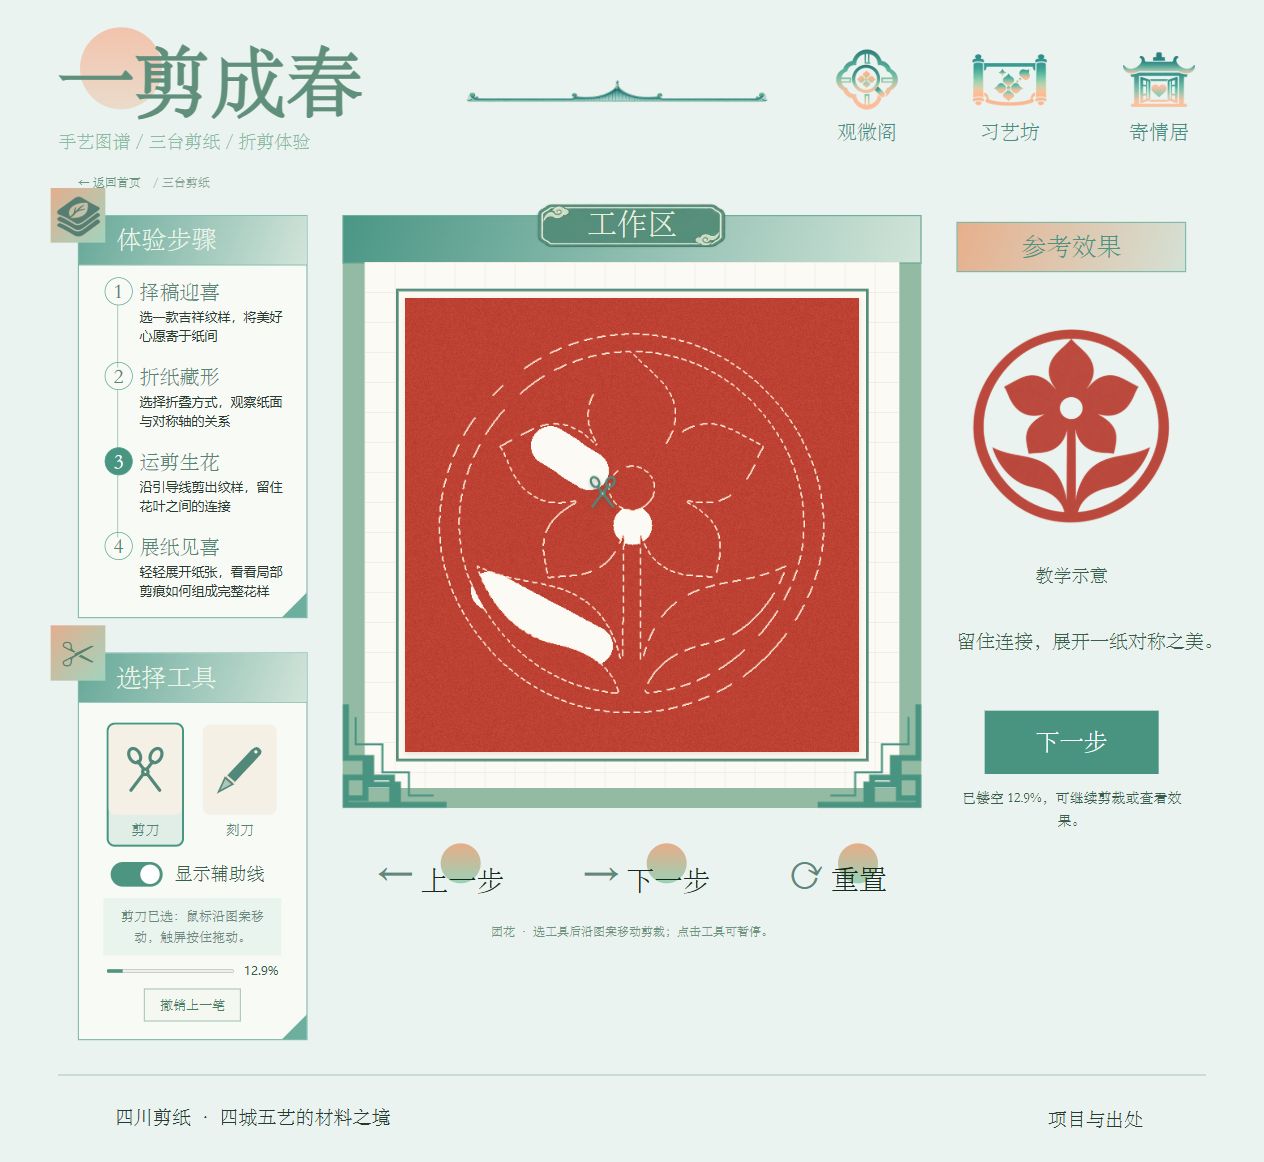 一剪成春
手艺图谱 / 三台剪纸 / 折剪体验
观微阁
习艺坊
寄情居
← 返回首页 / 三台剪纸
体验步骤
1 择稿迎喜
选一款吉祥纹样，将美好
心愿寄于纸间
2 折纸藏形
选择折叠方式，观察纸面
与对称轴的关系
3 运剪生花
沿引导线剪出纹样，留住
花叶之间的连接
4 展纸见喜
轻轻展开纸张，看看局部
剪痕如何组成完整花样
选择工具
剪刀
刻刀
显示辅助线
剪刀已选：鼠标沿图案移
动，触屏按住拖动。
12.9%
撤销上一笔
工作区
← 上一步
→ 下一步
重置
团花 · 选工具后沿图案移动剪裁；点击工具可暂停。
参考效果
教学示意
留住连接，展开一纸对称之美。
下一步
已镂空 12.9%，可继续剪裁或查看效
果。
四川剪纸 · 四城五艺的材料之境
项目与出处